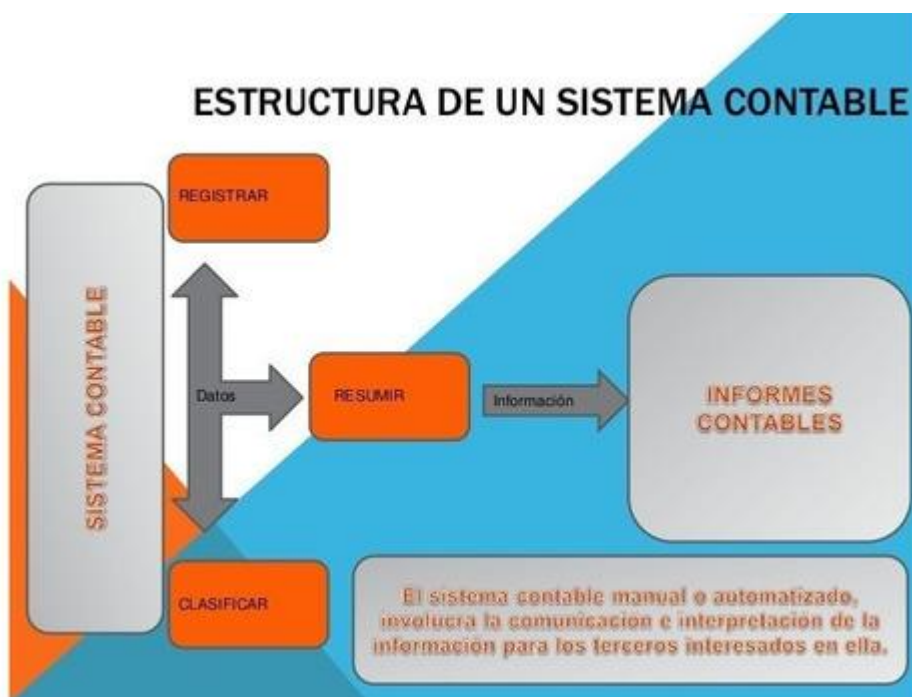 ESTRUCTURA DE UN SISTEMA CONTABLE
REGISTRAR
SISTEMA CONTABLE
Datos
RESUMIR
Información
INFORMES
CONTABLES
CLASIFICAR
El sistema contable manual o automatizado,
involucra la comunicacion e interpretación de la
información para los terceros interesados en ella.